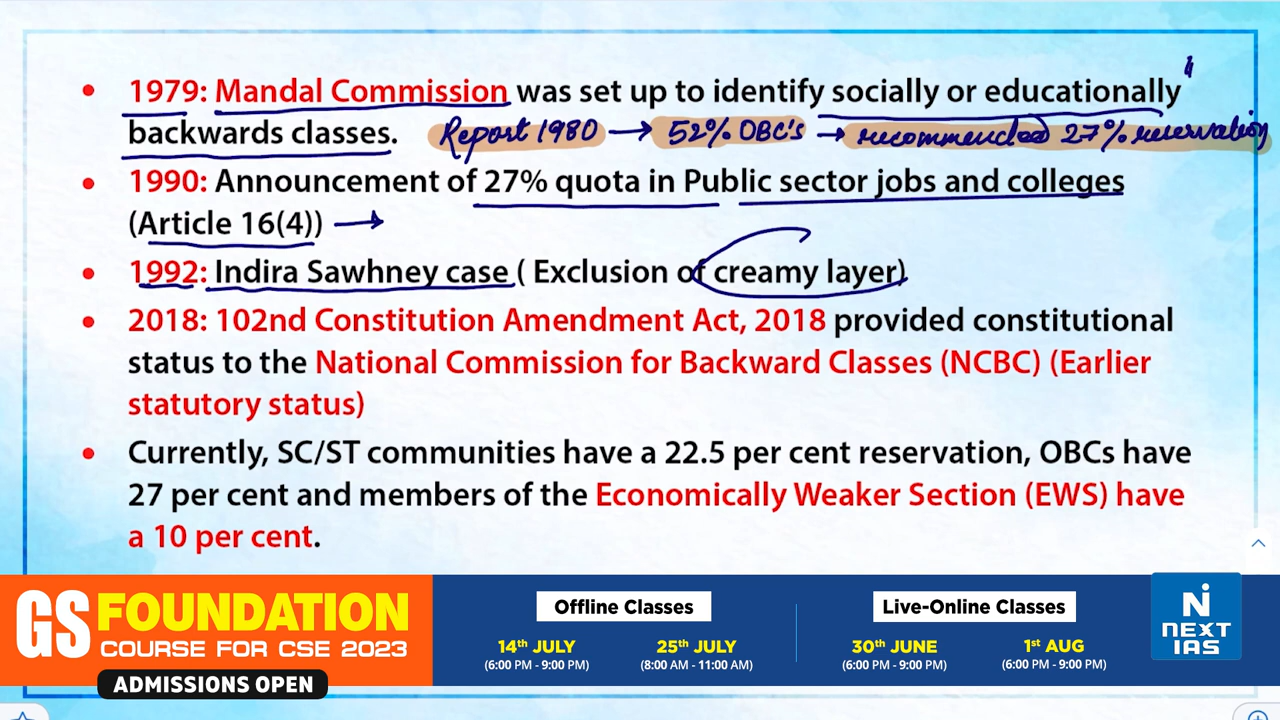 • 1979: Mandal Commission was set up to identify socially or educationally
backwards classes. Report 1980 → 52% OBC's → recommended 27% reservation
• 1990: Announcement of 27% quota in Public sector jobs and colleges
(Article 16(4)) →
• 1992: Indira Sawhney case ( Exclusion of creamy layer)
• 2018: 102nd Constitution Amendment Act, 2018 provided constitutional
status to the National Commission for Backward Classes (NCBC) (Earlier
statutory status)
• Currently, SC/ST communities have a 22.5 per cent reservation, OBCs have
27 per cent and members of the Economically Weaker Section (EWS) have
a 10 per cent.
GS FOUNDATION
COURSE FOR CSE 2023
ADMISSIONS OPEN
Offline Classes
14th JULY 25th JULY
(6:00 PM - 9:00 PM) (8:00 AM - 11:00 AM)
Live-Online Classes
30th JUNE 1st AUG
(6:00 PM - 9:00 PM) (6:00 PM - 9:00 PM)
N
NEXT
IAS